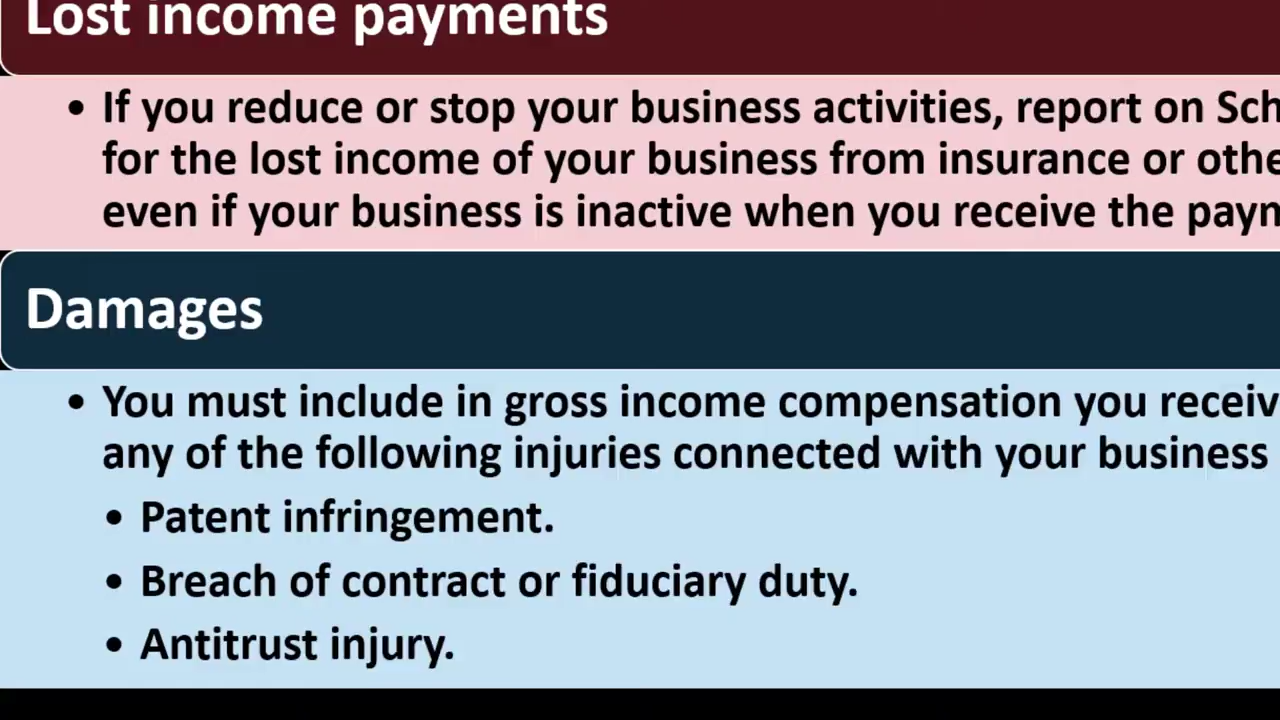 Lost income payments
• If you reduce or stop your business activities, report on Sch
for the lost income of your business from insurance or othe
even if your business is inactive when you receive the paym
Damages
• You must include in gross income compensation you receiv
any of the following injuries connected with your business
• Patent infringement.
• Breach of contract or fiduciary duty.
• Antitrust injury.